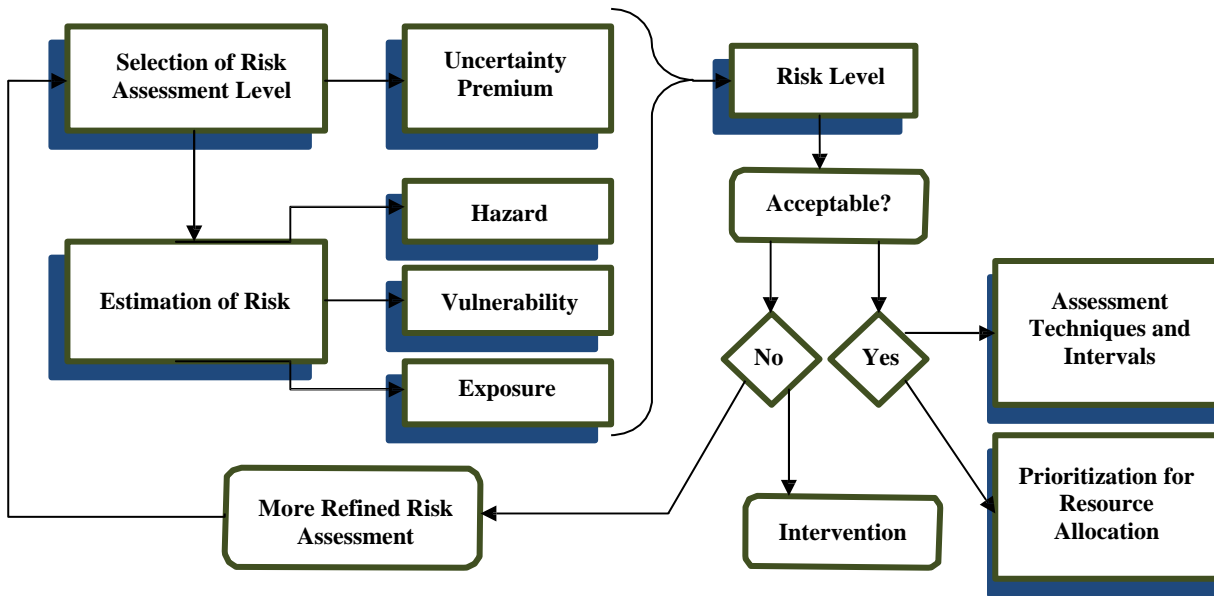 Selection of Risk
Assessment Level
Uncertainty
Premium
Risk Level
Acceptable?
Hazard
Estimation of Risk
Vulnerability
Exposure
No
Yes
Assessment
Techniques and
Intervals
More Refined Risk
Assessment
Intervention
Prioritization for
Resource
Allocation